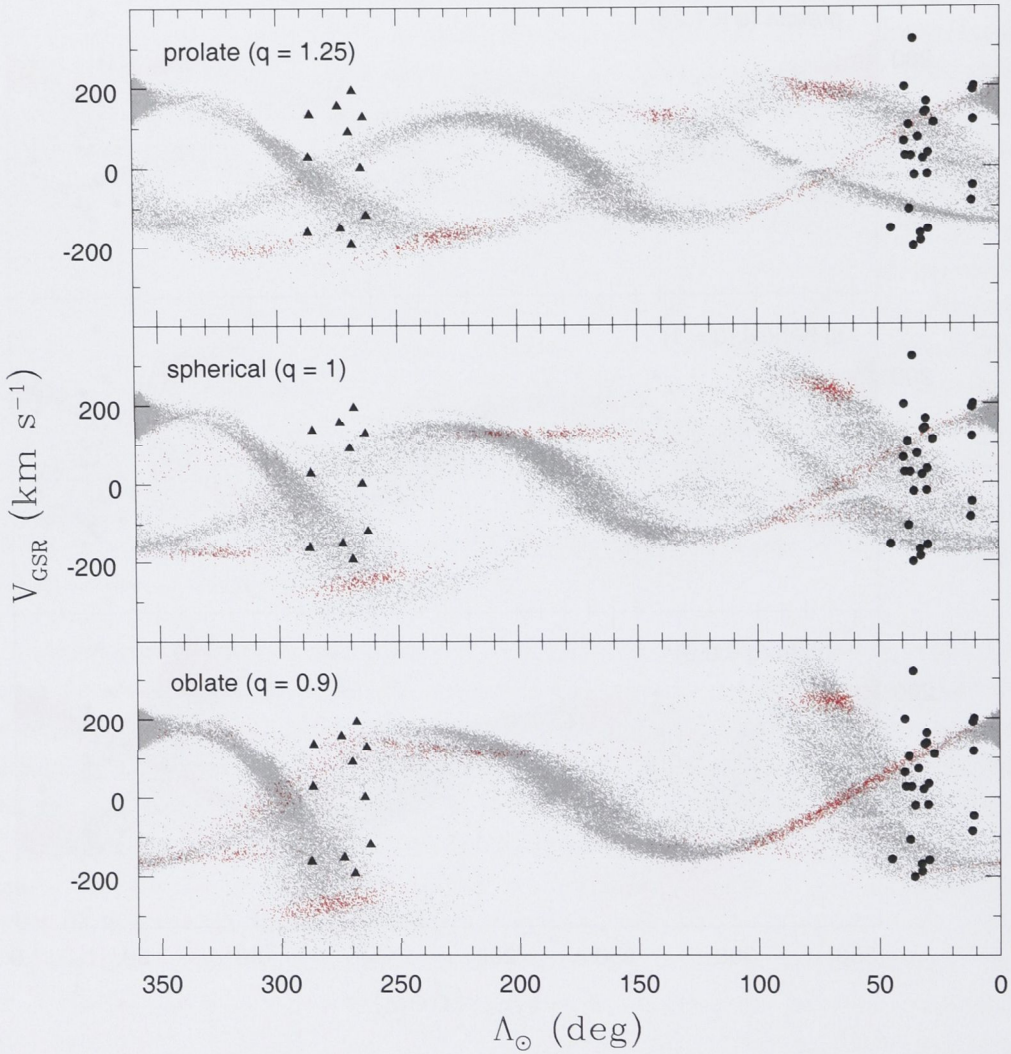 prolate (q = 1.25)
200
0
-200
spherical (q = 1)
200
0
-200
oblate (q = 0.9)
200
0
-200
V_GSR (km s⁻¹)
350 300 250 200 150 100 50 0
Λ_⊙ (deg)